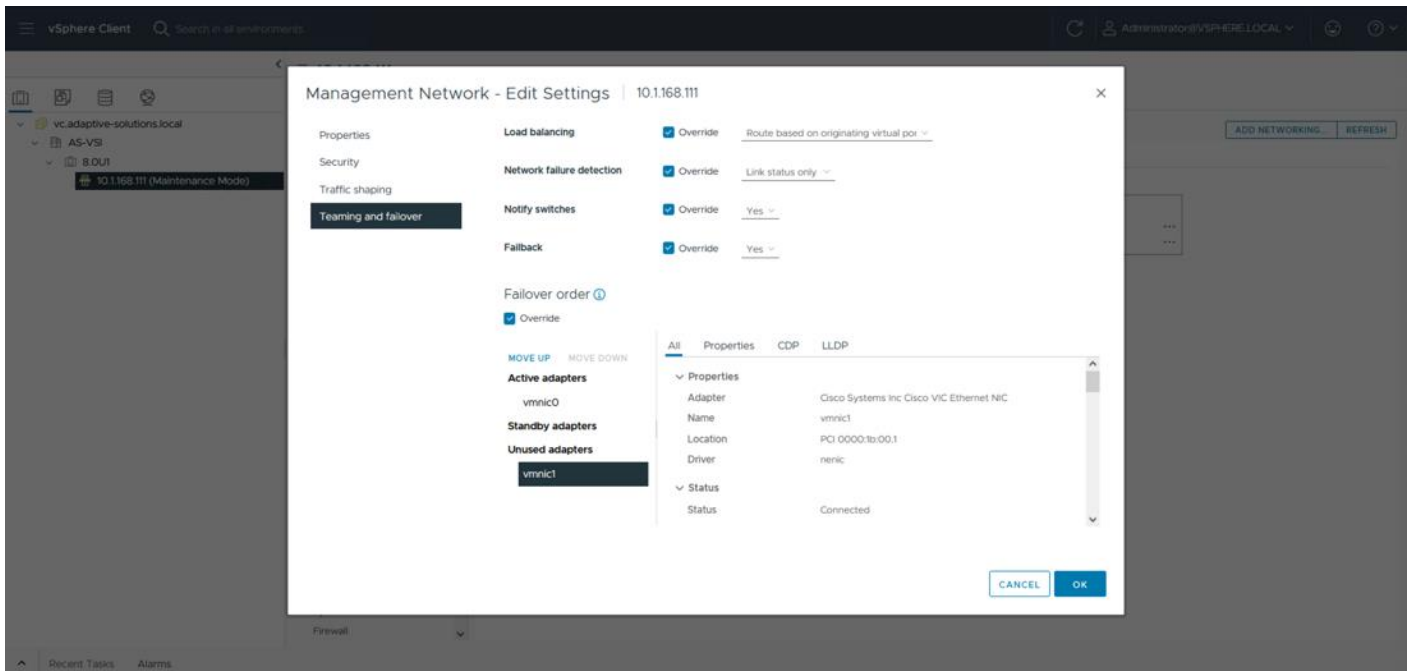 vSphere Client
Search in all environments
Administrator@VSPHERE.LOCAL
vc.adaptive-solutions.local
AS-VSI
8.0U1
10.1.168.111 (Maintenance Mode)
ADD NETWORKING...
REFRESH
Management Network - Edit Settings
10.1.168.111
Properties
Security
Traffic shaping
Teaming and failover
Load balancing
Override
Route based on originating virtual por
Network failure detection
Override
Link status only
Notify switches
Override
Yes
Failback
Override
Yes
Failover order
Override
MOVE UP
MOVE DOWN
Active adapters
vmnic0
Standby adapters
Unused adapters
vmnic1
All
Properties
CDP
LLDP
Properties
Adapter
Cisco Systems Inc Cisco VIC Ethernet NIC
Name
vmnic1
Location
PCI 0000:1b:00.1
Driver
nenic
Status
Status
Connected
CANCEL
OK
Firewall
Recent Tasks
Alarms